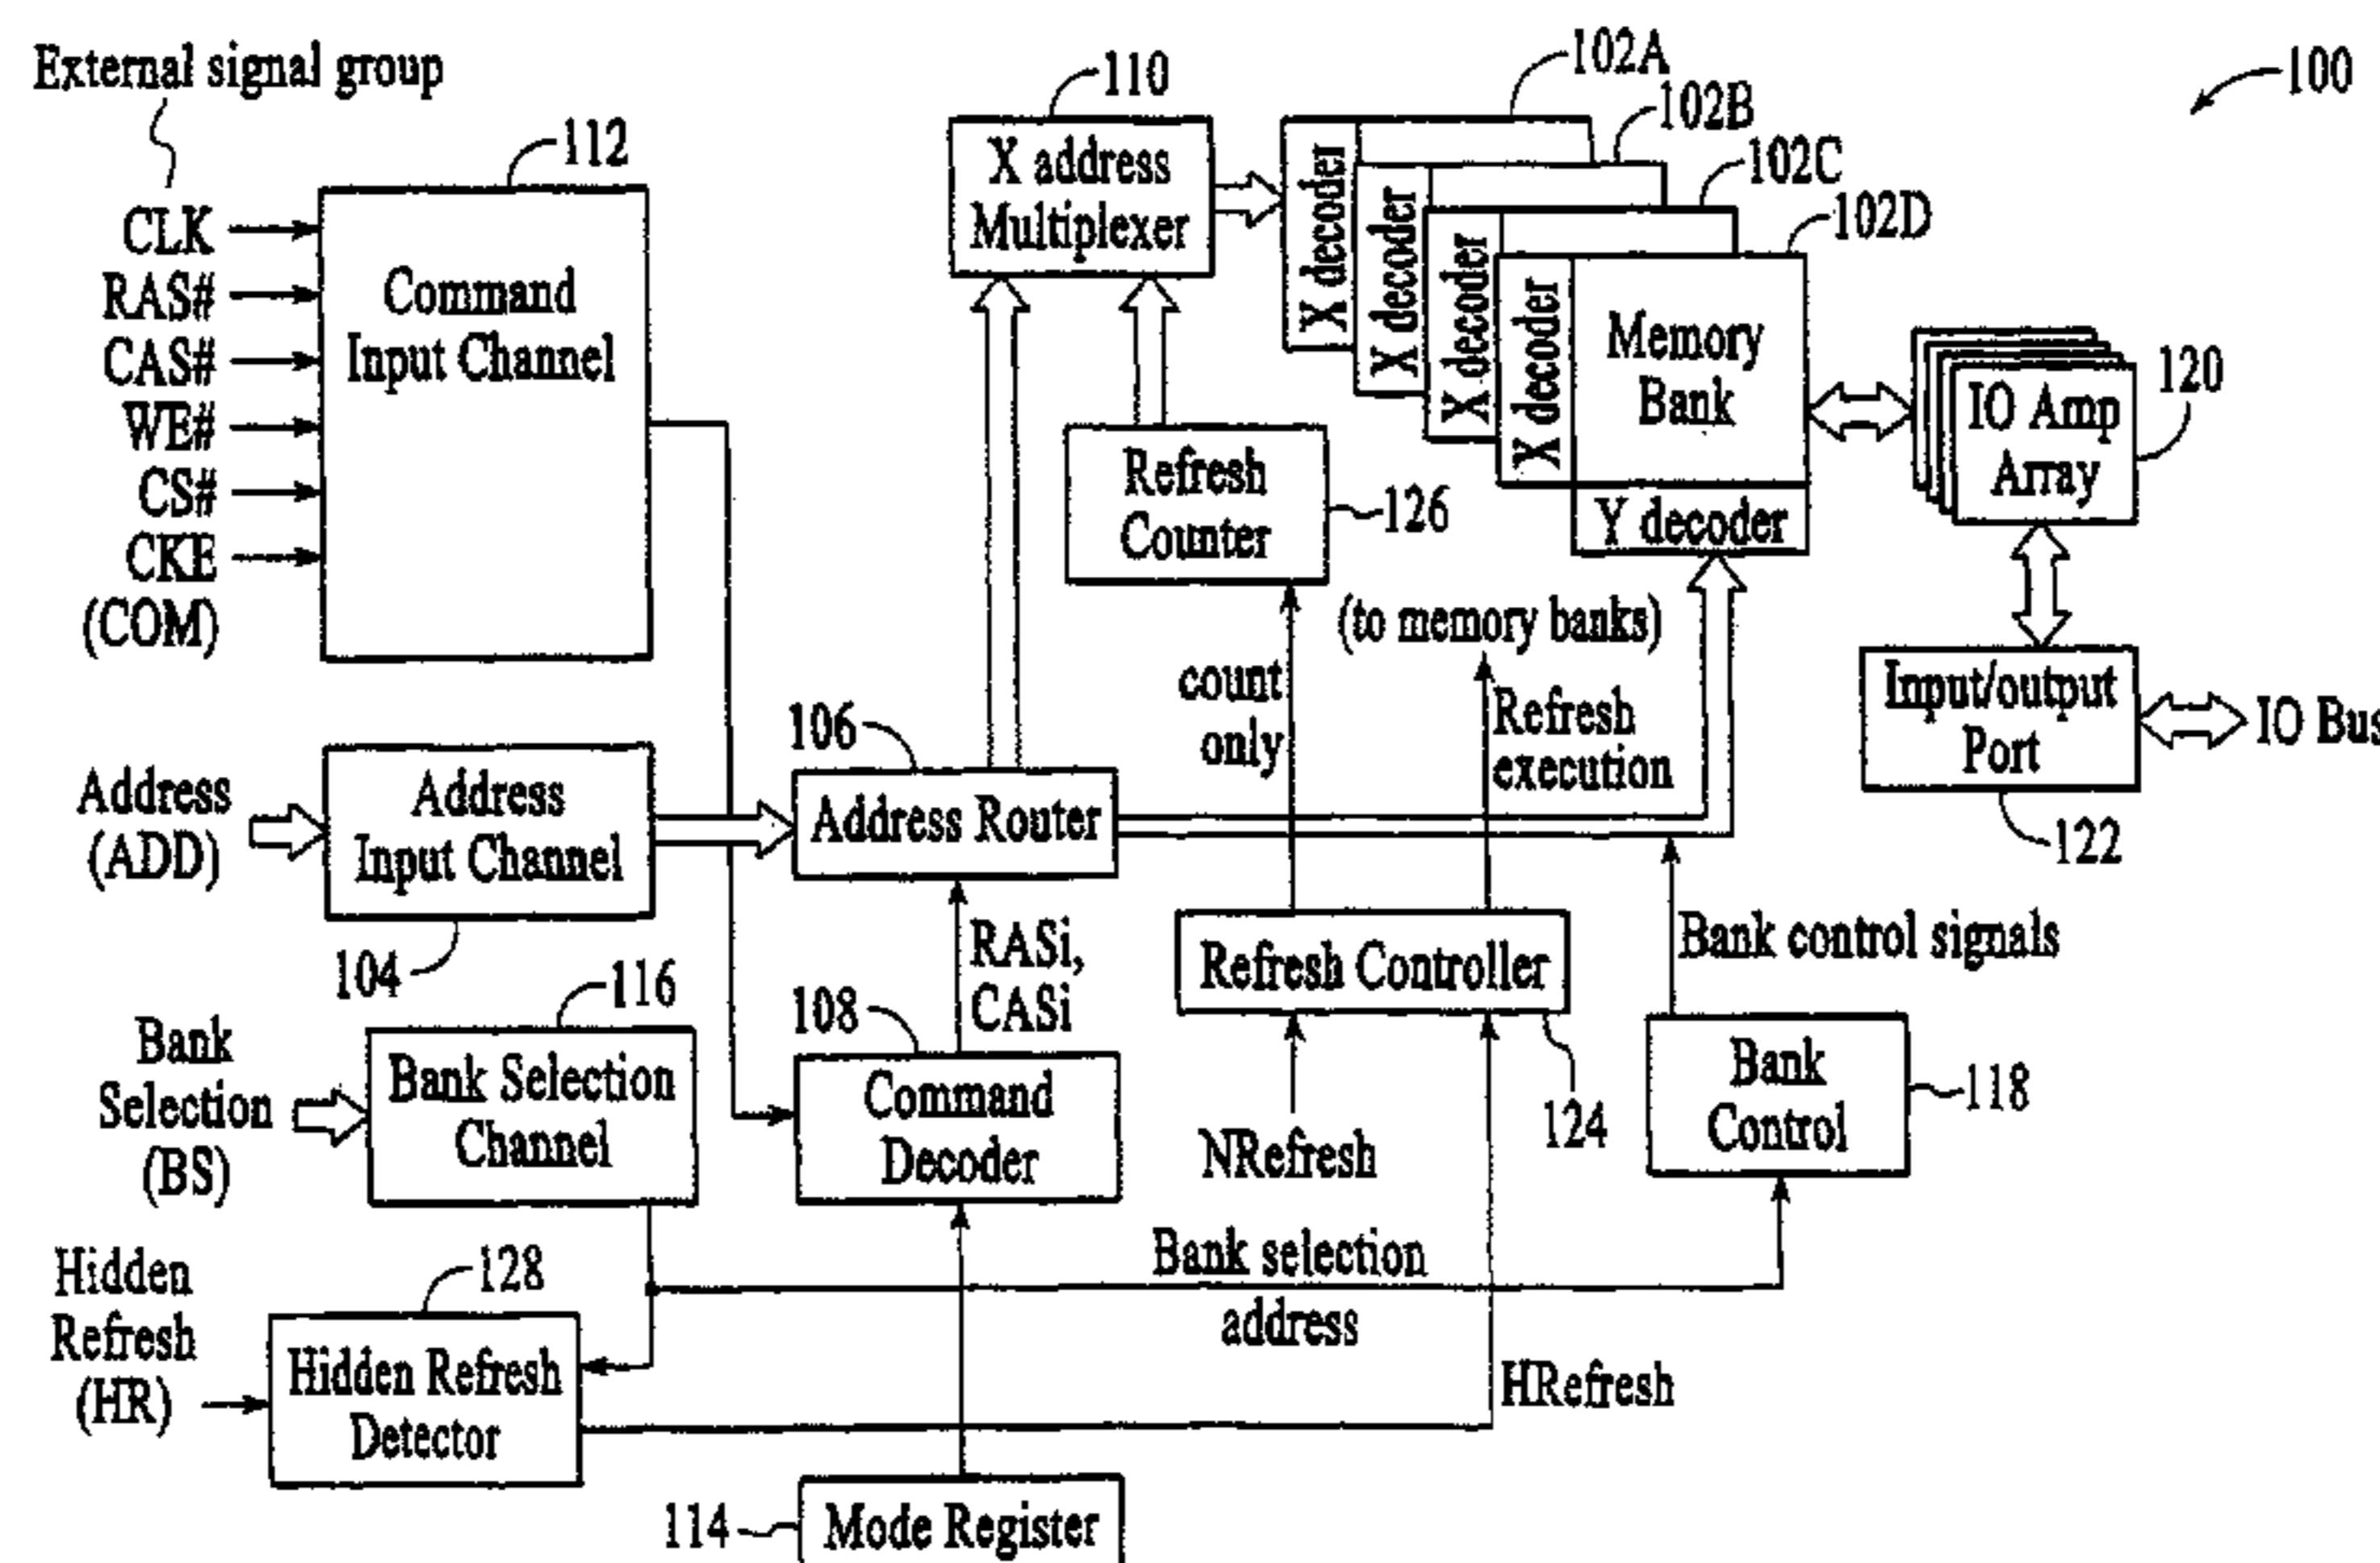 External signal group
CLK
RAS#
CAS#
WE#
CS#
CKE
(COM)
112
Command
Input Channel
110
X address
Multiplexer
102A
102B
102C
102D
100
X decoder
X decoder
X decoder
X decoder
Memory
Bank
Y decoder
IO Amp
Array
120
Refresh
Counter
126
(to memory banks)
count
only
Refresh
execution
Input/output
Port
122
IO Bus
Address
(ADD)
Address
Input Channel
104
106
Address Router
RASi,
CASi
Refresh Controller
124
NRefresh
Bank control signals
Bank
Control
118
Bank
Selection
(BS)
116
Bank Selection
Channel
108
Command
Decoder
Bank selection
address
Hidden
Refresh
(HR)
128
Hidden Refresh
Detector
HRefresh
114
Mode Register